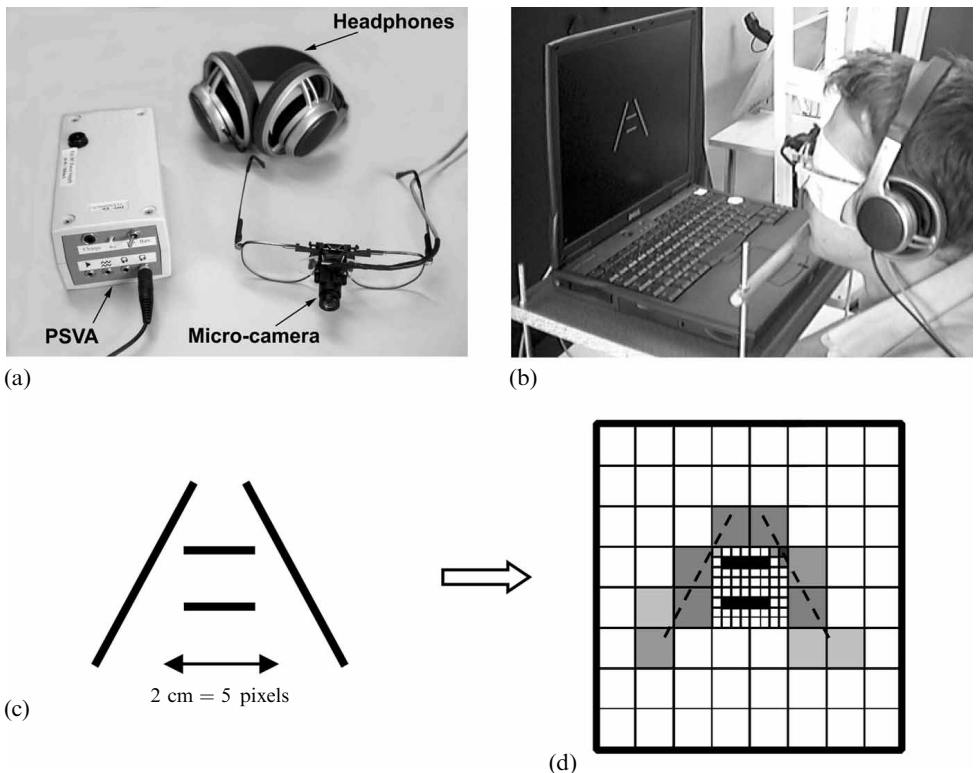 Headphones
PSVA
Micro-camera
(a)
(b)
2 cm = 5 pixels
(c)
(d)